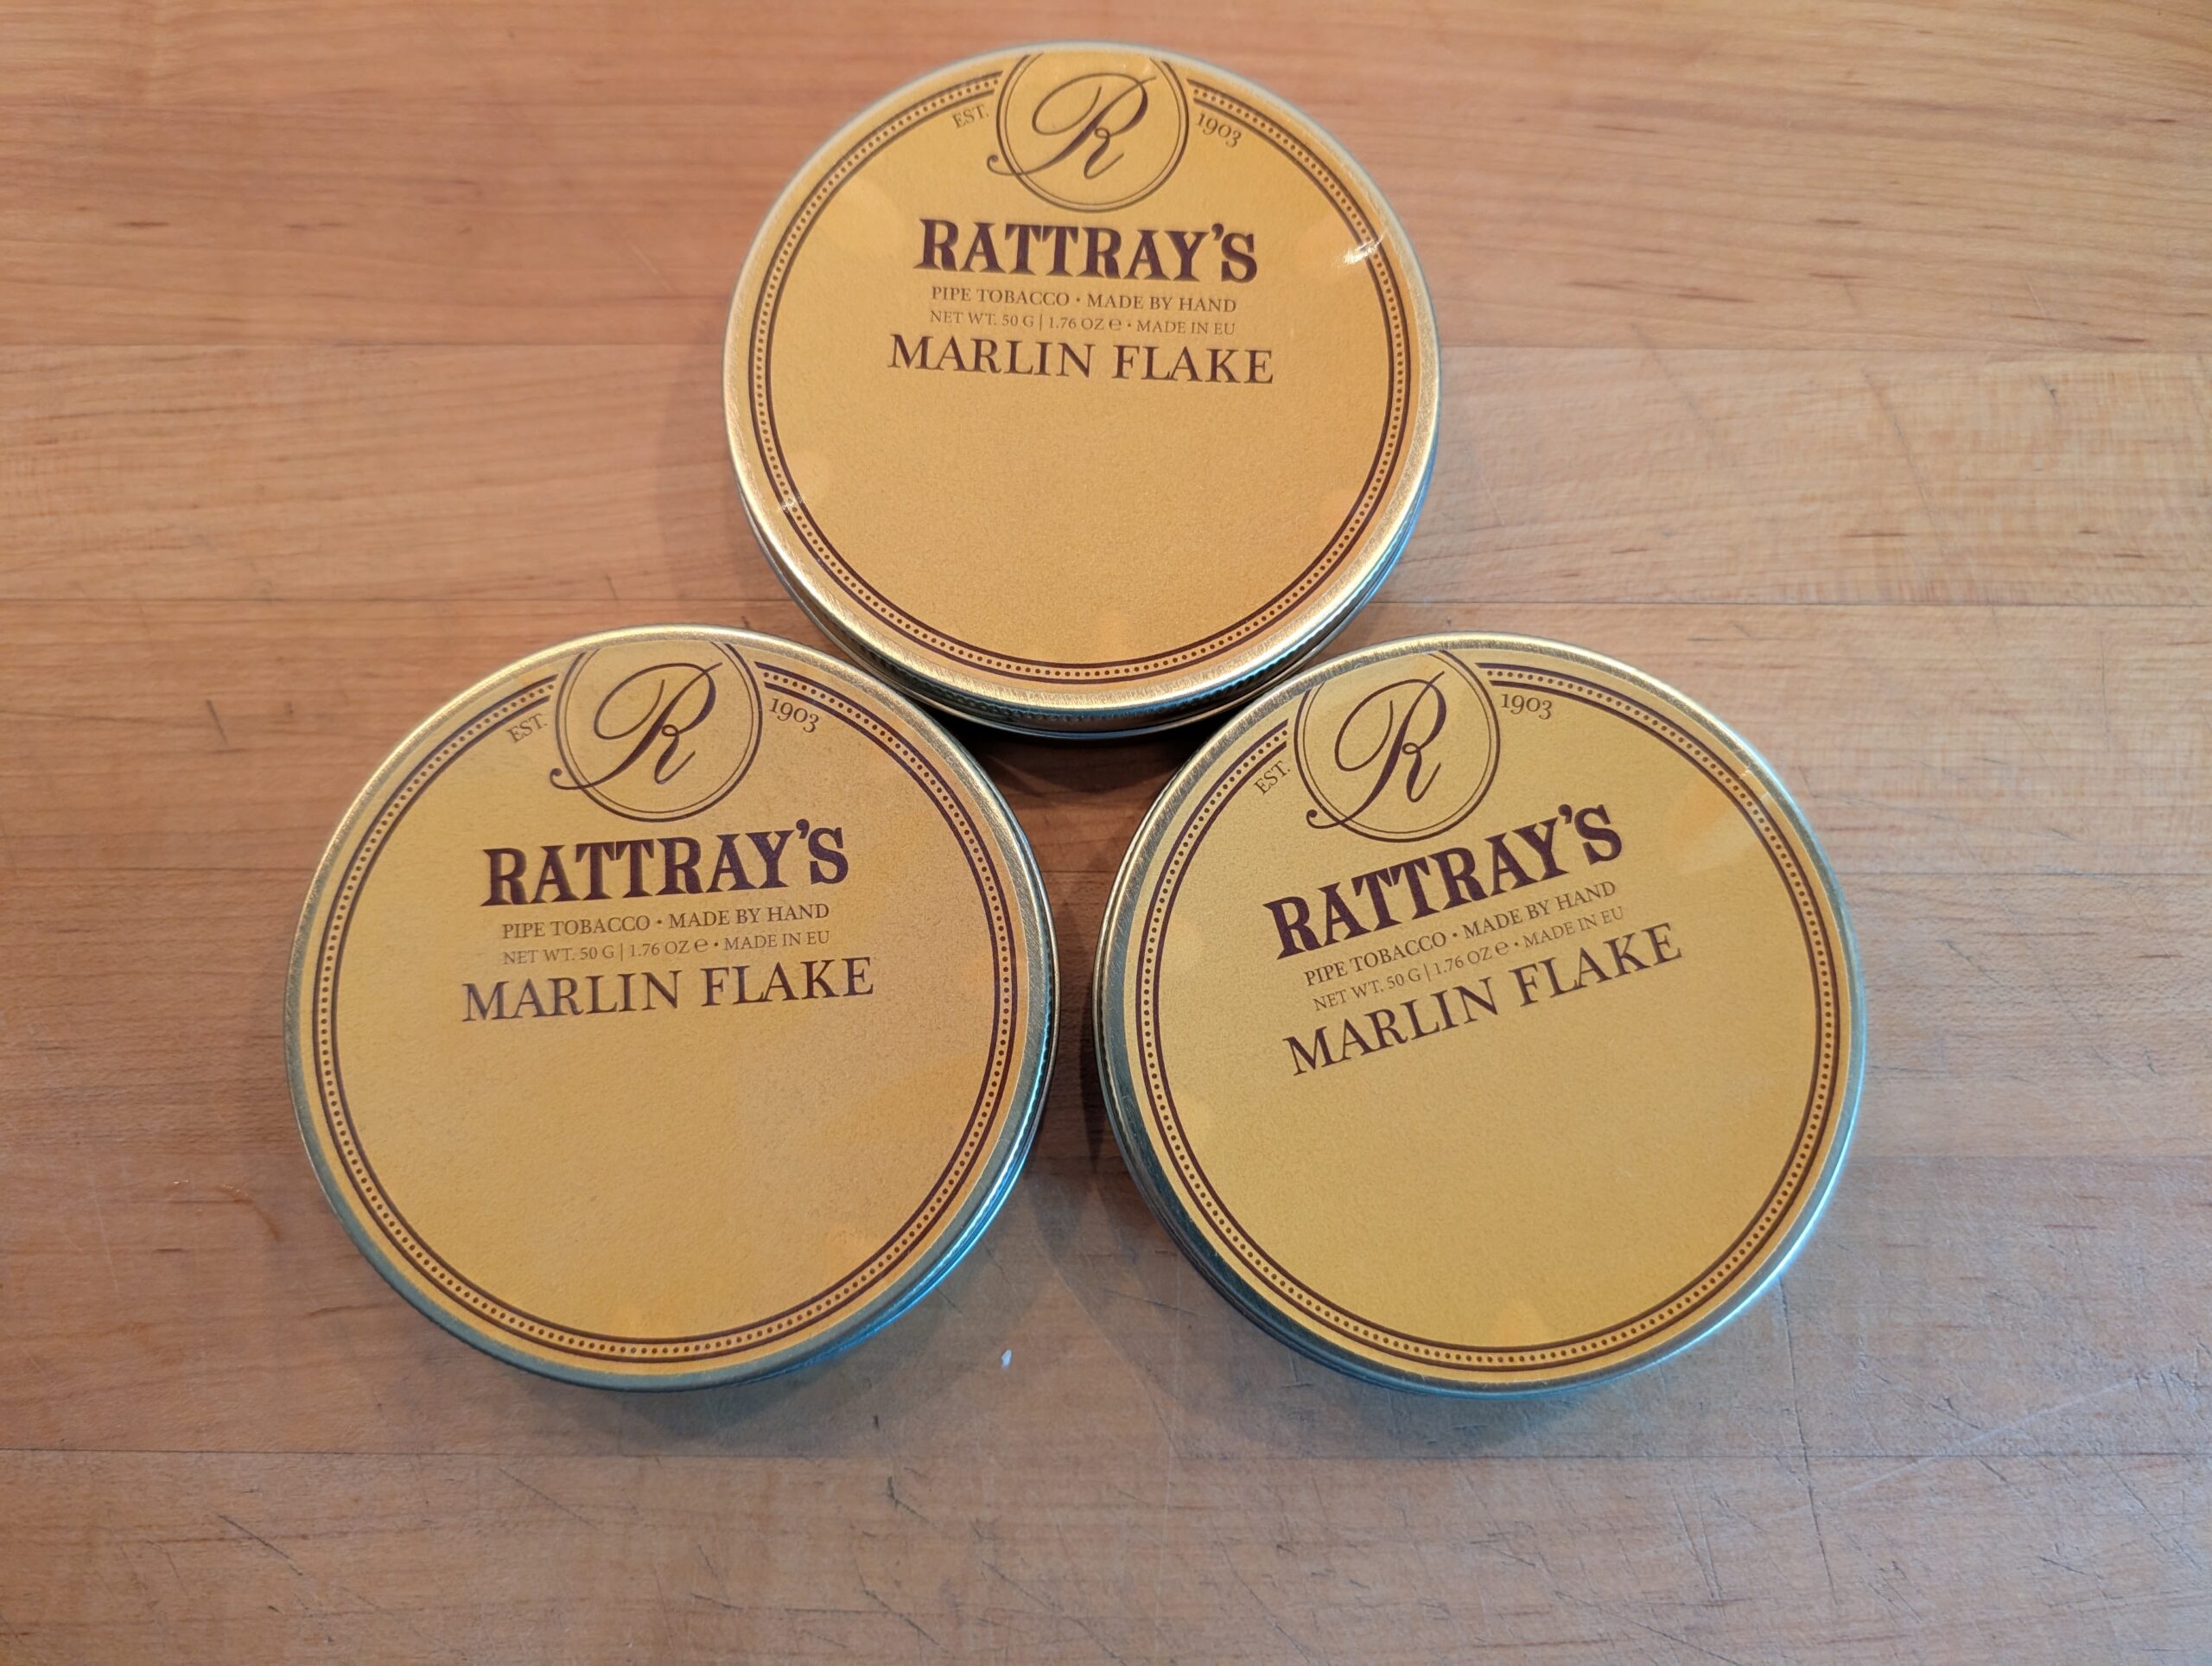 EST. R 1903
RATTRAY'S
PIPE TOBACCO • MADE BY HAND
NET WT. 50 G | 1.76 OZ ℮ • MADE IN EU
MARLIN FLAKE
EST. R 1903
RATTRAY'S
PIPE TOBACCO • MADE BY HAND
NET WT. 50 G | 1.76 OZ ℮ • MADE IN EU
MARLIN FLAKE
EST. R 1903
RATTRAY'S
PIPE TOBACCO • MADE BY HAND
NET WT. 50 G | 1.76 OZ ℮ • MADE IN EU
MARLIN FLAKE